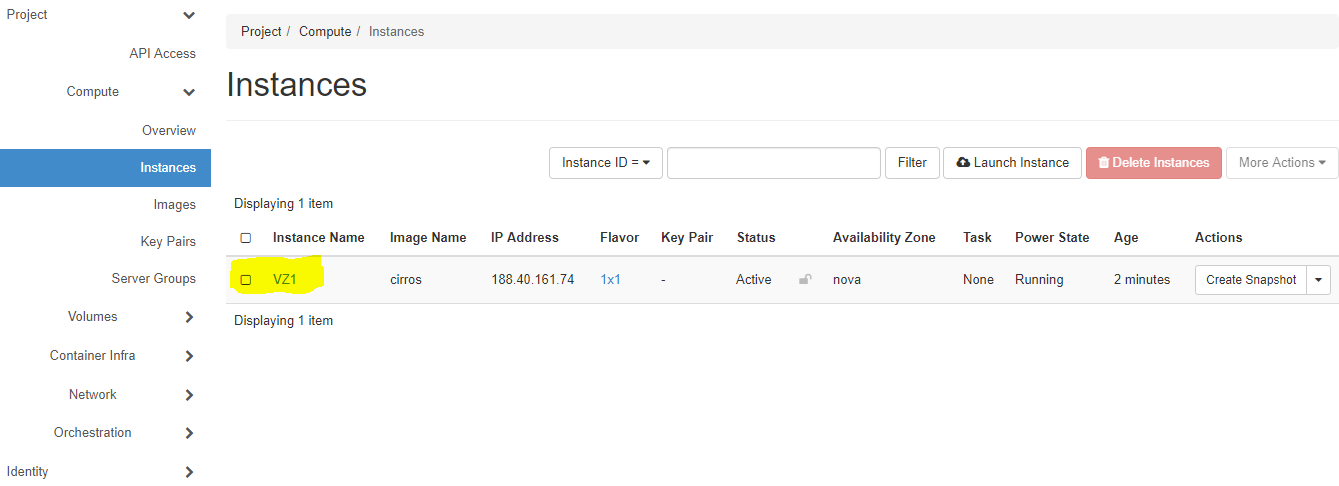 Project
API Access
Compute
Overview
Instances
Images
Key Pairs
Server Groups
Volumes
Container Infra
Network
Orchestration
Identity
Project / Compute / Instances
Instances
Instance ID = Filter Launch Instance Delete Instances More Actions
Displaying 1 item
Instance Name Image Name IP Address Flavor Key Pair Status Availability Zone Task Power State Age Actions
VZ1 cirros 188.40.161.74 1x1 - Active nova None Running 2 minutes Create Snapshot
Displaying 1 item